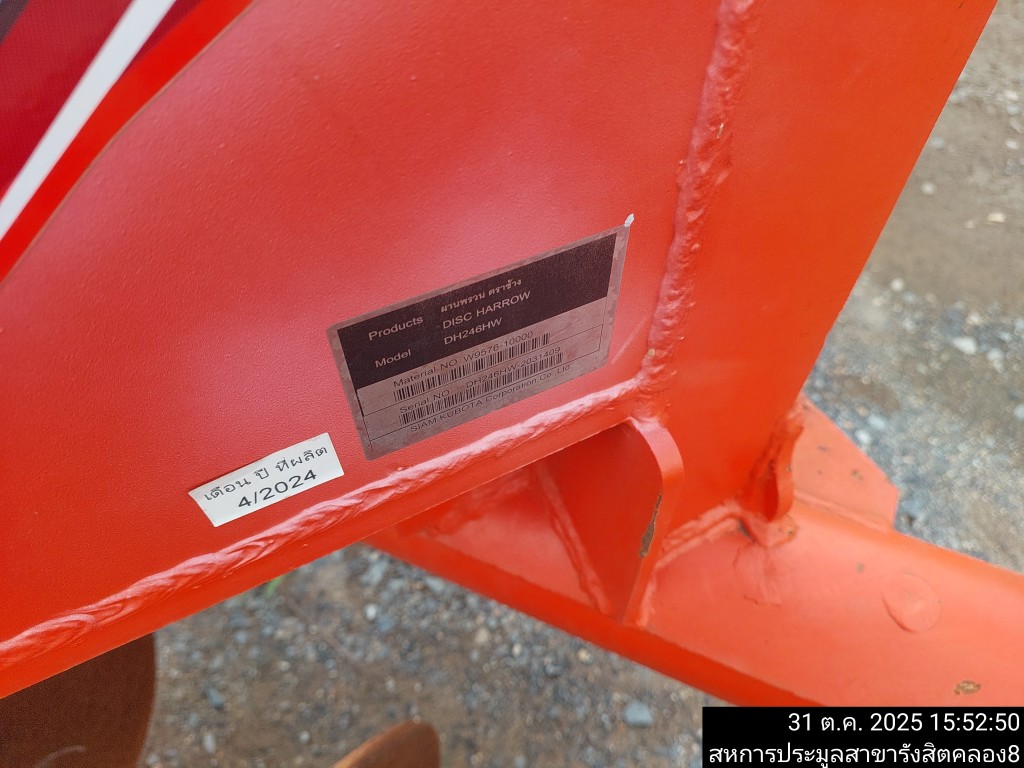 Products ผานพรวน ตราช้าง
DISC HARROW
Model DH246HW
Material NO. W9576-10000
Serial NO. DH246HW-2031409
SIAM KUBOTA Corporation Co.,Ltd.
เดือน ปี ที่ผลิต
4/2024
31 ต.ค. 2025 15:52:50
สหการประมูลสาขารังสิตคลอง8